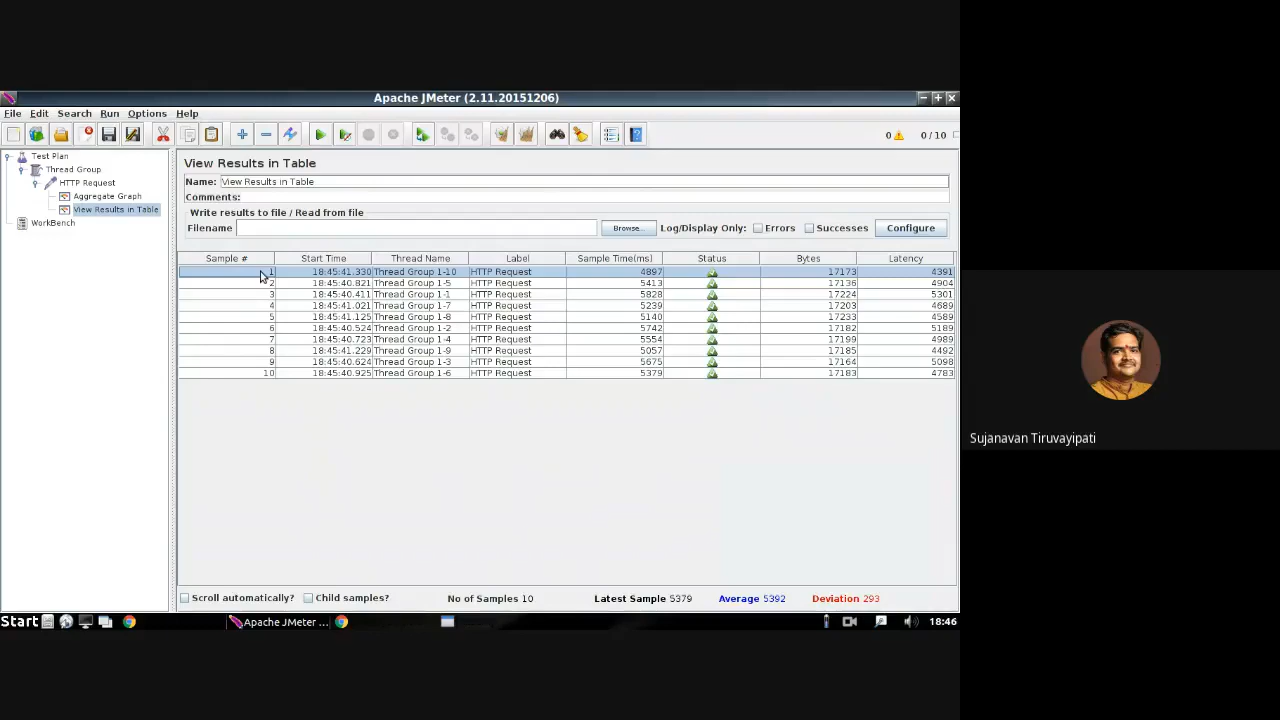 Apache JMeter (2.11.20151206)
File Edit Search Run Options Help
0 0 / 10
Test Plan
Thread Group
HTTP Request
Aggregate Graph
View Results in Table
WorkBench
View Results in Table
Name: View Results in Table
Comments:
Write results to file / Read from file
Filename Browse... Log/Display Only: Errors Successes Configure
Sample # Start Time Thread Name Label Sample Time(ms) Status Bytes Latency
1 18:45:41.330 Thread Group 1-10 HTTP Request 4897 17173 4391
2 18:45:40.821 Thread Group 1-5 HTTP Request 5413 17136 4904
3 18:45:40.411 Thread Group 1-1 HTTP Request 5828 17224 5301
4 18:45:41.021 Thread Group 1-7 HTTP Request 5239 17203 4689
5 18:45:41.125 Thread Group 1-8 HTTP Request 5140 17233 4589
6 18:45:40.524 Thread Group 1-2 HTTP Request 5742 17182 5189
7 18:45:40.723 Thread Group 1-4 HTTP Request 5554 17199 4989
8 18:45:41.229 Thread Group 1-9 HTTP Request 5057 17185 4492
9 18:45:40.624 Thread Group 1-3 HTTP Request 5675 17164 5098
10 18:45:40.925 Thread Group 1-6 HTTP Request 5379 17183 4783
Scroll automatically? Child samples? No of Samples 10 Latest Sample 5379 Average 5392 Deviation 293
Start Apache JMeter ... 18:46
Sujanavan Tiruvayipati